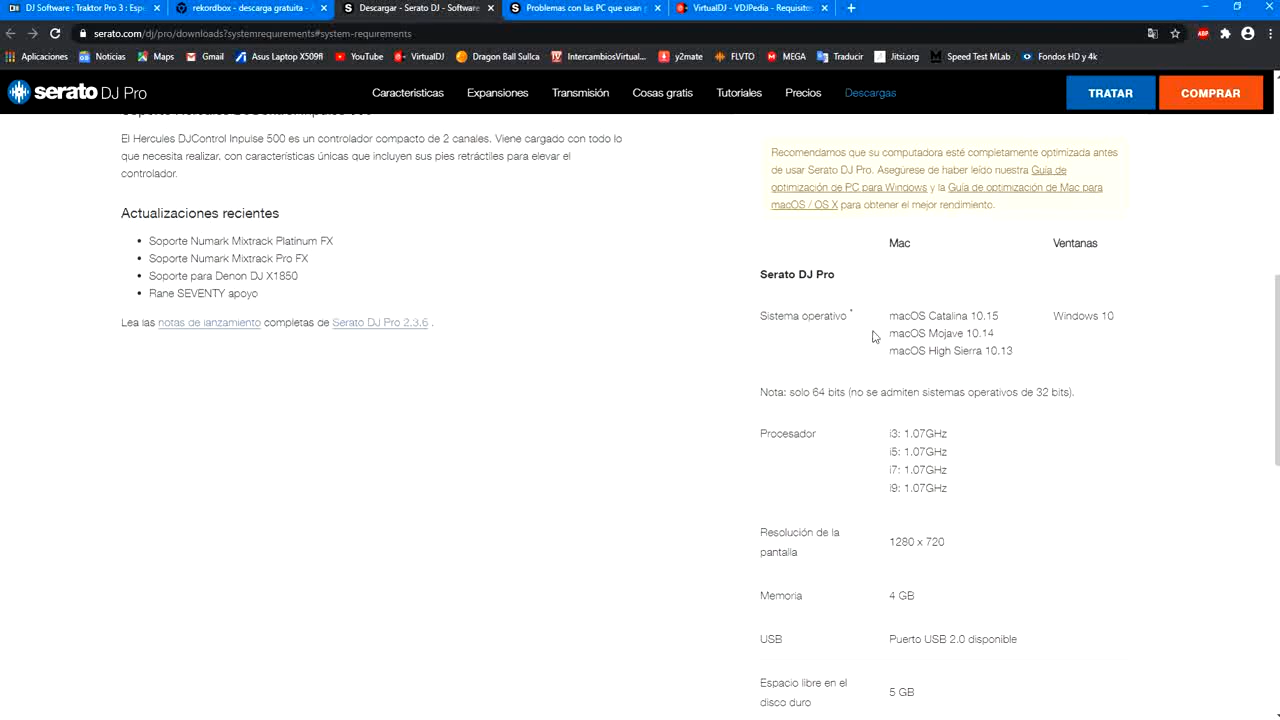 DJ Software: Traktor Pro 3 : Espe
rekordbox - descarga gratuita - A
Descargar - Serato DJ - Software
Problemas con las PC que usan p
VirtualDJ - VDJPedia - Requisitos
serato.com/dj/pro/downloads?systemrequrements#system-requrements
Aplicaciones
Noticias
Maps
Gmail
Asus Laptop X509fl
YouTube
VirtualDJ
Dragon Ball Sullca
IntercambiosVirtual...
y2mate
FLVTO
MEGA
Traducir
Jitsi.org
Speed Test MLab
Fondos HD y 4k
serato DJ Pro
Caracteristicas
Expansiones
Transmisión
Cosas gratis
Tutoriales
Precios
Descargas
TRATAR
COMPRAR
El Hercules DJControl Inpulse 500 es un controlador compacto de 2 canales. Viene cargado con todo lo
que necesita realizar, con características únicas que incluyen sus pies retráctiles para elevar el
controlador.
Actualizaciones recientes
Soporte Numark Mixtrack Platinum FX
Soporte Numark Mixtrack Pro FX
Soporte para Denon DJ X1850
Rane SEVENTY apoyo
Lea las notas de lanzamiento completas de Serato DJ Pro 2.3.6 .
Recomendamos que su computadora esté completamente optimizada antes
de usar Serato DJ Pro. Asegúrese de haber leído nuestra Guía de
optimización de PC para Windows y la Guía de optimización de Mac para
macOS / OS X para obtener el mejor rendimiento.
Mac
Ventanas
Serato DJ Pro
Sistema operativo *
macOS Catalina 10.15
macOS Mojave 10.14
macOS High Sierra 10.13
Windows 10
Nota: solo 64 bits (no se admiten sistemas operativos de 32 bits).
Procesador
i3: 1.07GHz
i5: 1.07GHz
i7: 1.07GHz
i9: 1.07GHz
Resolución de la
pantalla
1280 x 720
Memoria
4 GB
USB
Puerto USB 2.0 disponible
Espacio libre en el
disco duro
5 GB